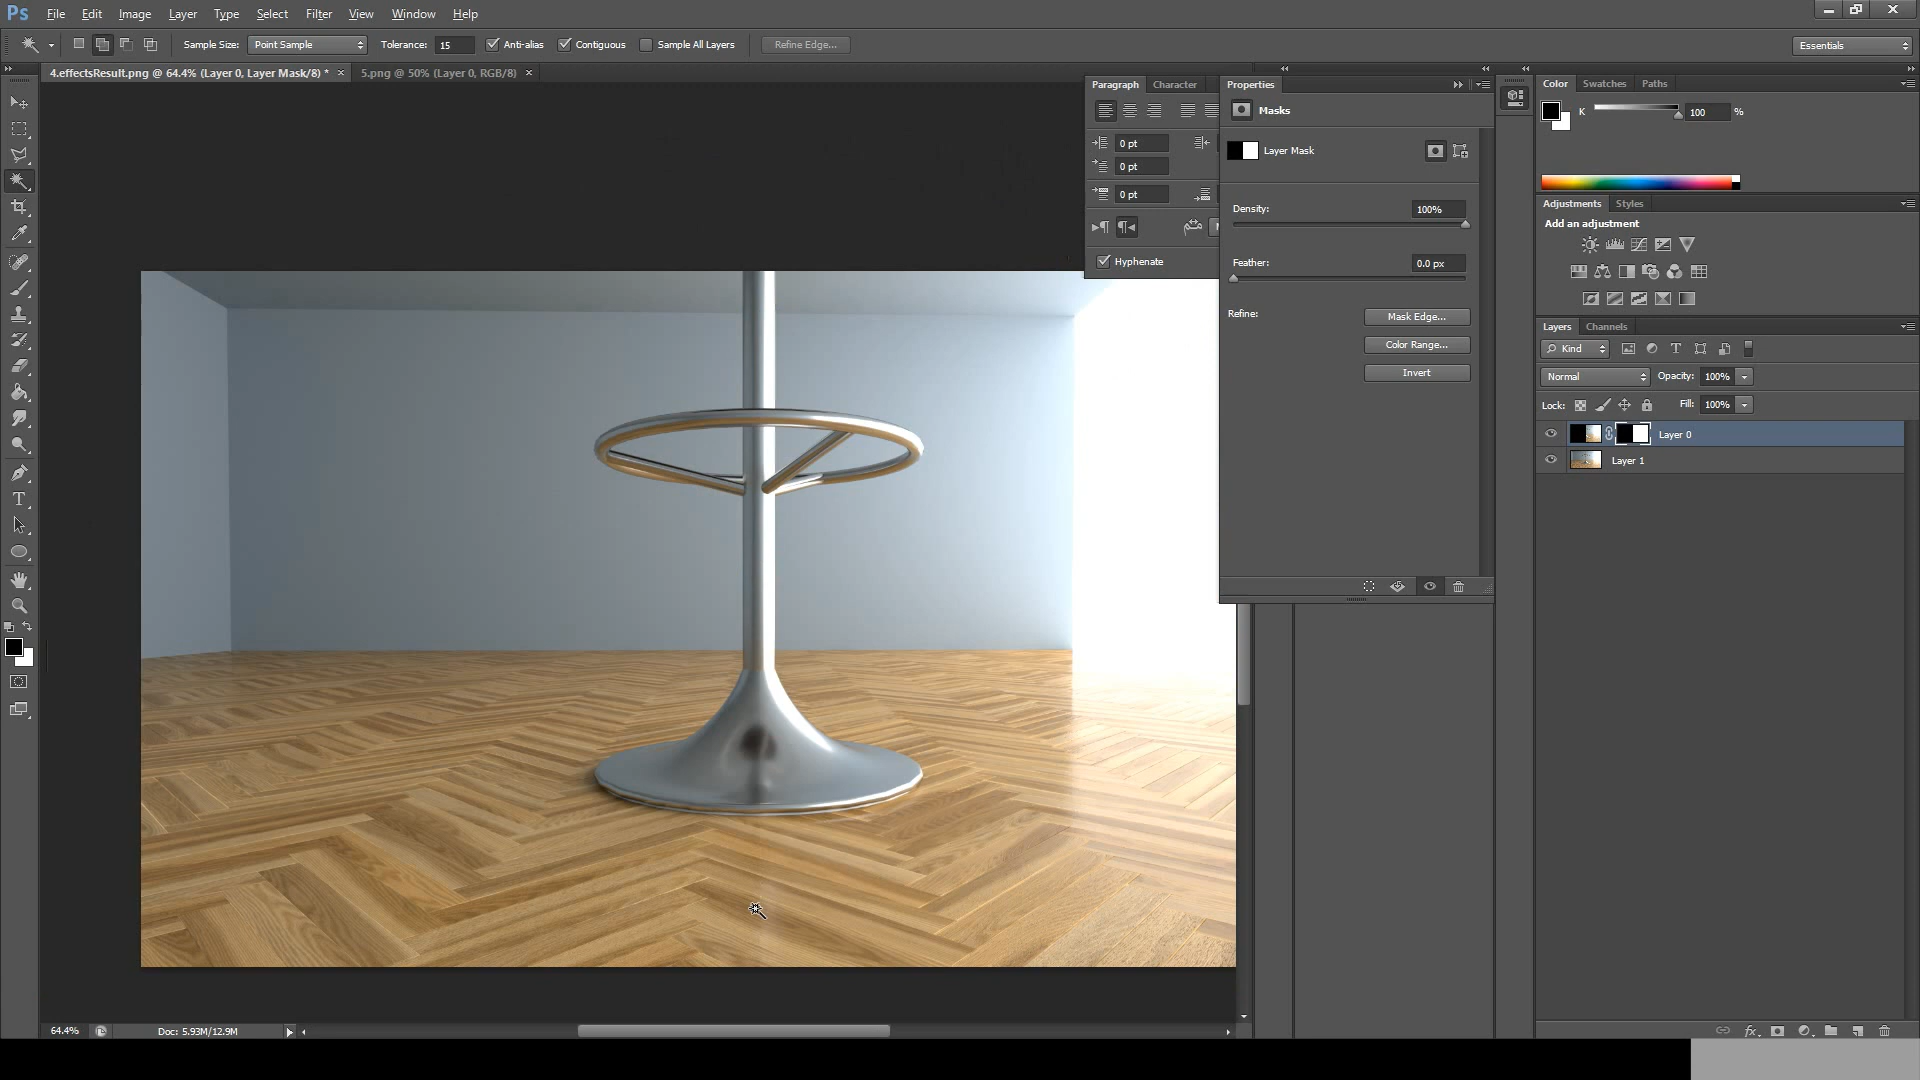 Ps File Edit Image Layer Type Select Filter View Window Help
Sample Size: Point Sample Tolerance: 15 Anti-alias Contiguous Sample All Layers Refine Edge... Essentials
4.effectsResult.png @ 64.4% (Layer 0, Layer Mask/8) * × 5.png @ 50% (Layer 0, RGB/8) ×
Paragraph Character
0 pt
0 pt
0 pt
Hyphenate
Properties
Masks
Layer Mask
Density: 100%
Feather: 0.0 px
Refine: Mask Edge...
Color Range...
Invert
Color Swatches Paths
K 100 %
Adjustments Styles
Add an adjustment
Layers Channels
Kind
Normal Opacity: 100%
Lock: Fill: 100%
Layer 0
Layer 1
64.4% Doc: 5.93M/12.9M